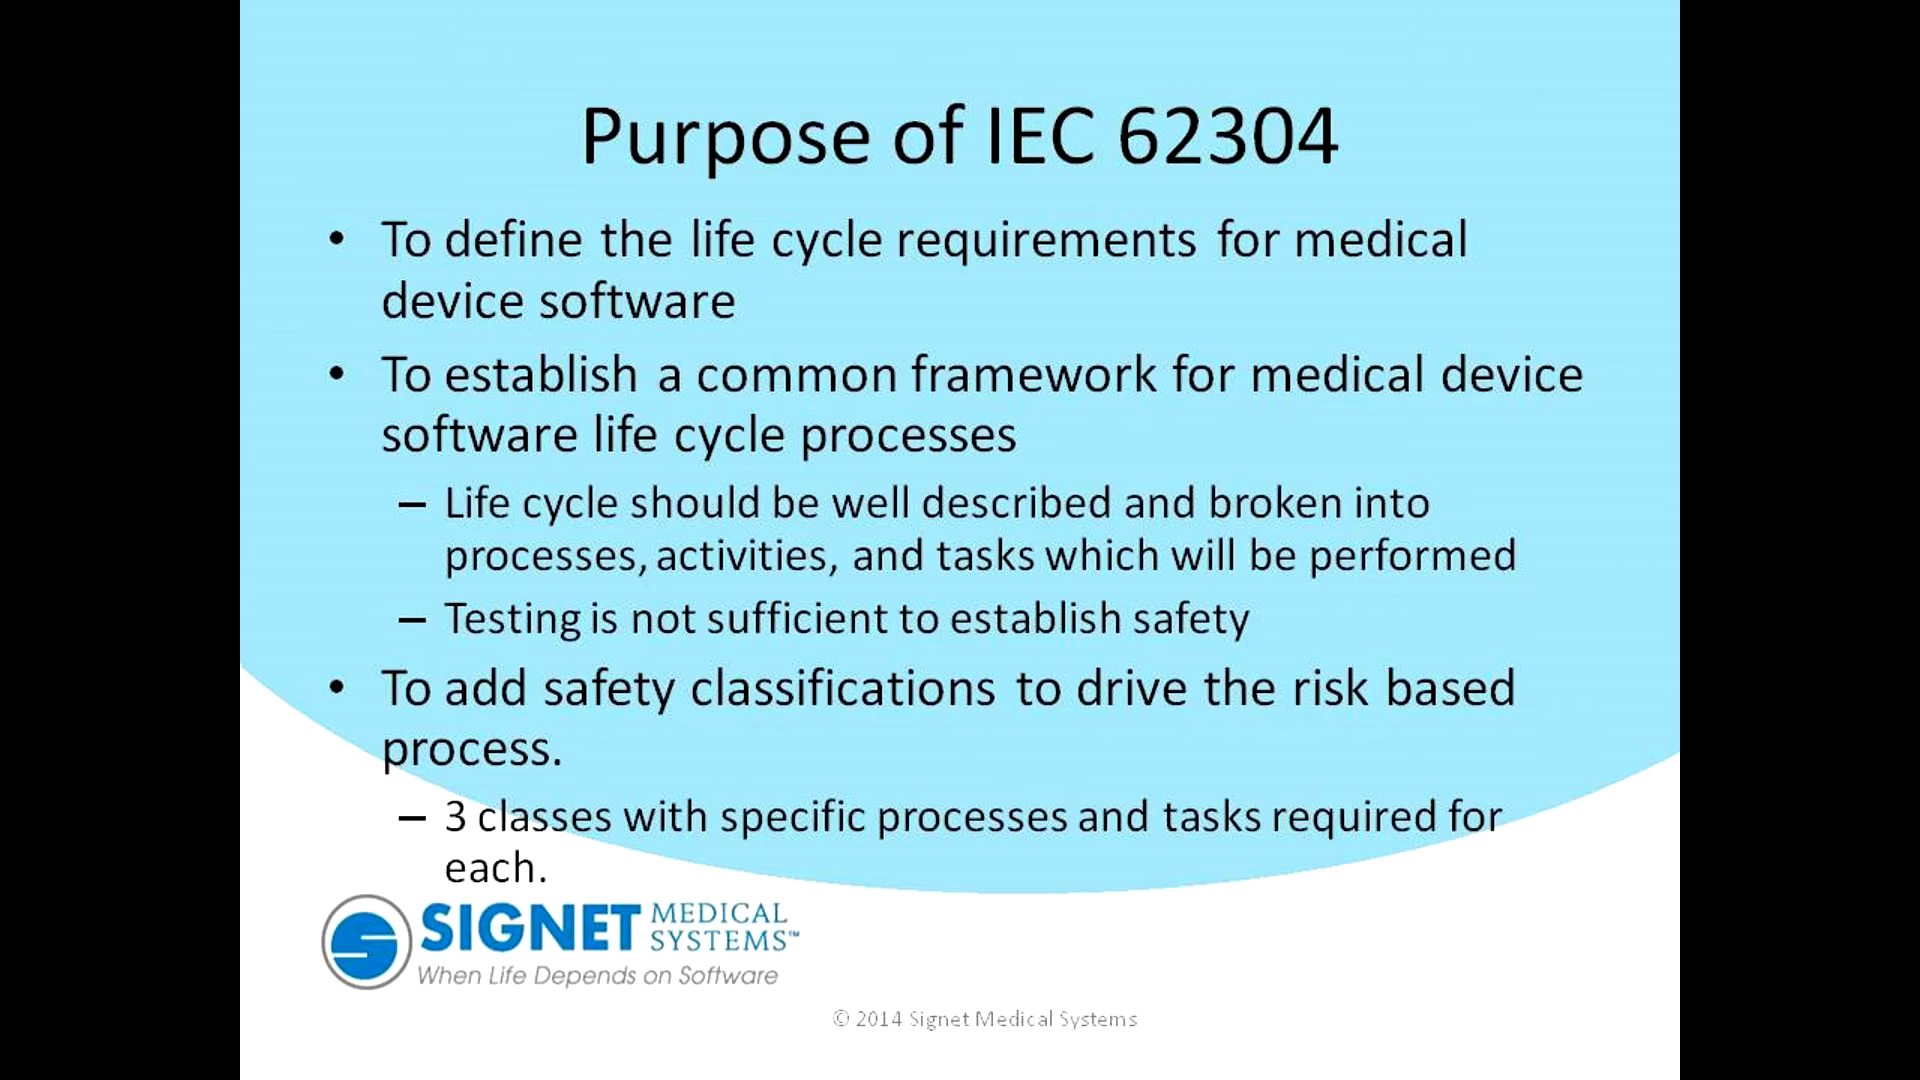 Purpose of IEC 62304
• To define the life cycle requirements for medical
device software
• To establish a common framework for medical device
software life cycle processes
– Life cycle should be well described and broken into
processes, activities, and tasks which will be performed
– Testing is not sufficient to establish safety
• To add safety classifications to drive the risk based
process.
– 3 classes with specific processes and tasks required for
each.
SIGNET MEDICAL
SYSTEMS™
When Life Depends on Software
© 2014 Signet Medical Systems